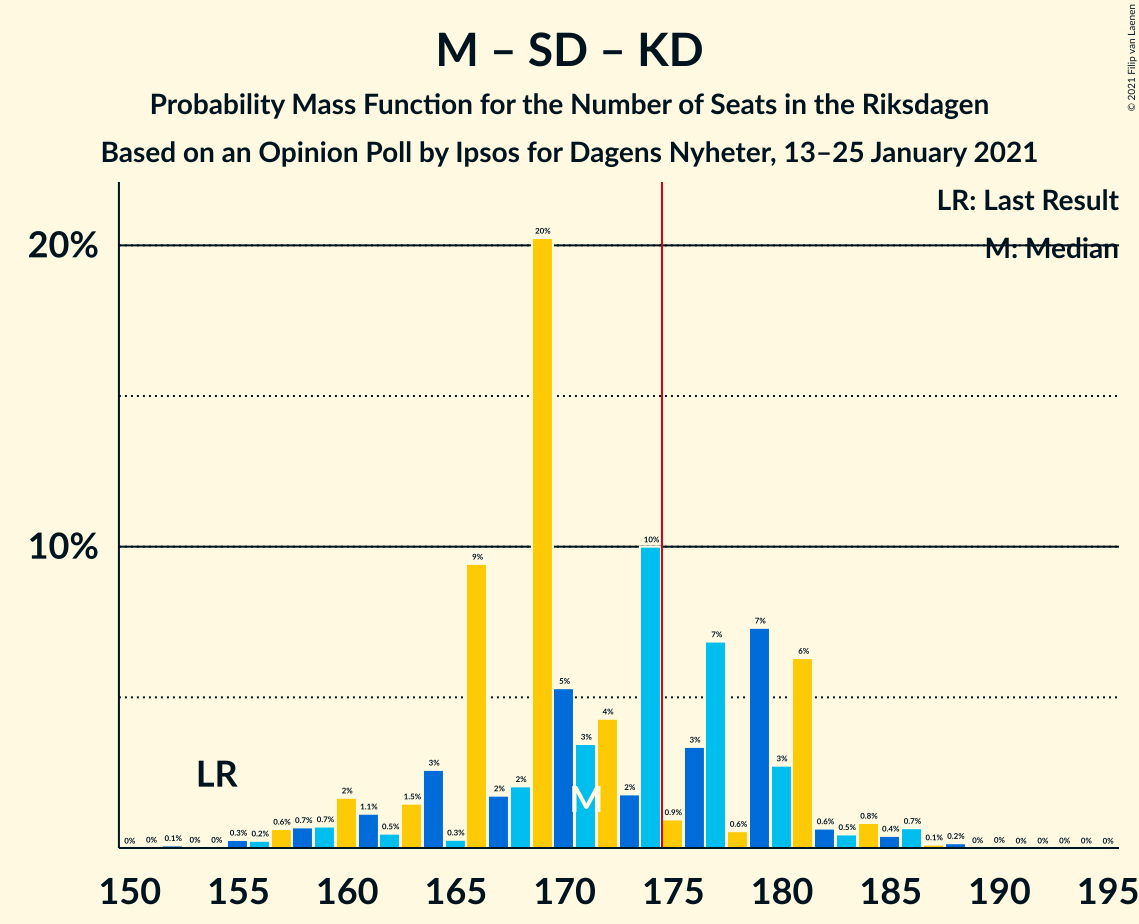 M – SD – KD
Probability Mass Function for the Number of Seats in the Riksdagen
Based on an Opinion Poll by Ipsos for Dagens Nyheter, 13–25 January 2021
© 2021 Filip van Laenen
LR: Last Result
M: Median
20%
10%
LR
M
0% 0% 0.1% 0% 0% 0.3% 0.2% 0.6% 0.7% 0.7% 2% 1.1% 0.5% 1.5% 3% 0.3% 9% 2% 2% 20% 5% 3% 4% 2% 10% 0.9% 3% 7% 0.6% 7% 3% 6% 0.6% 0.5% 0.8% 0.4% 0.7% 0.1% 0.2% 0% 0% 0% 0% 0% 0% 0%
150 155 160 165 170 175 180 185 190 195